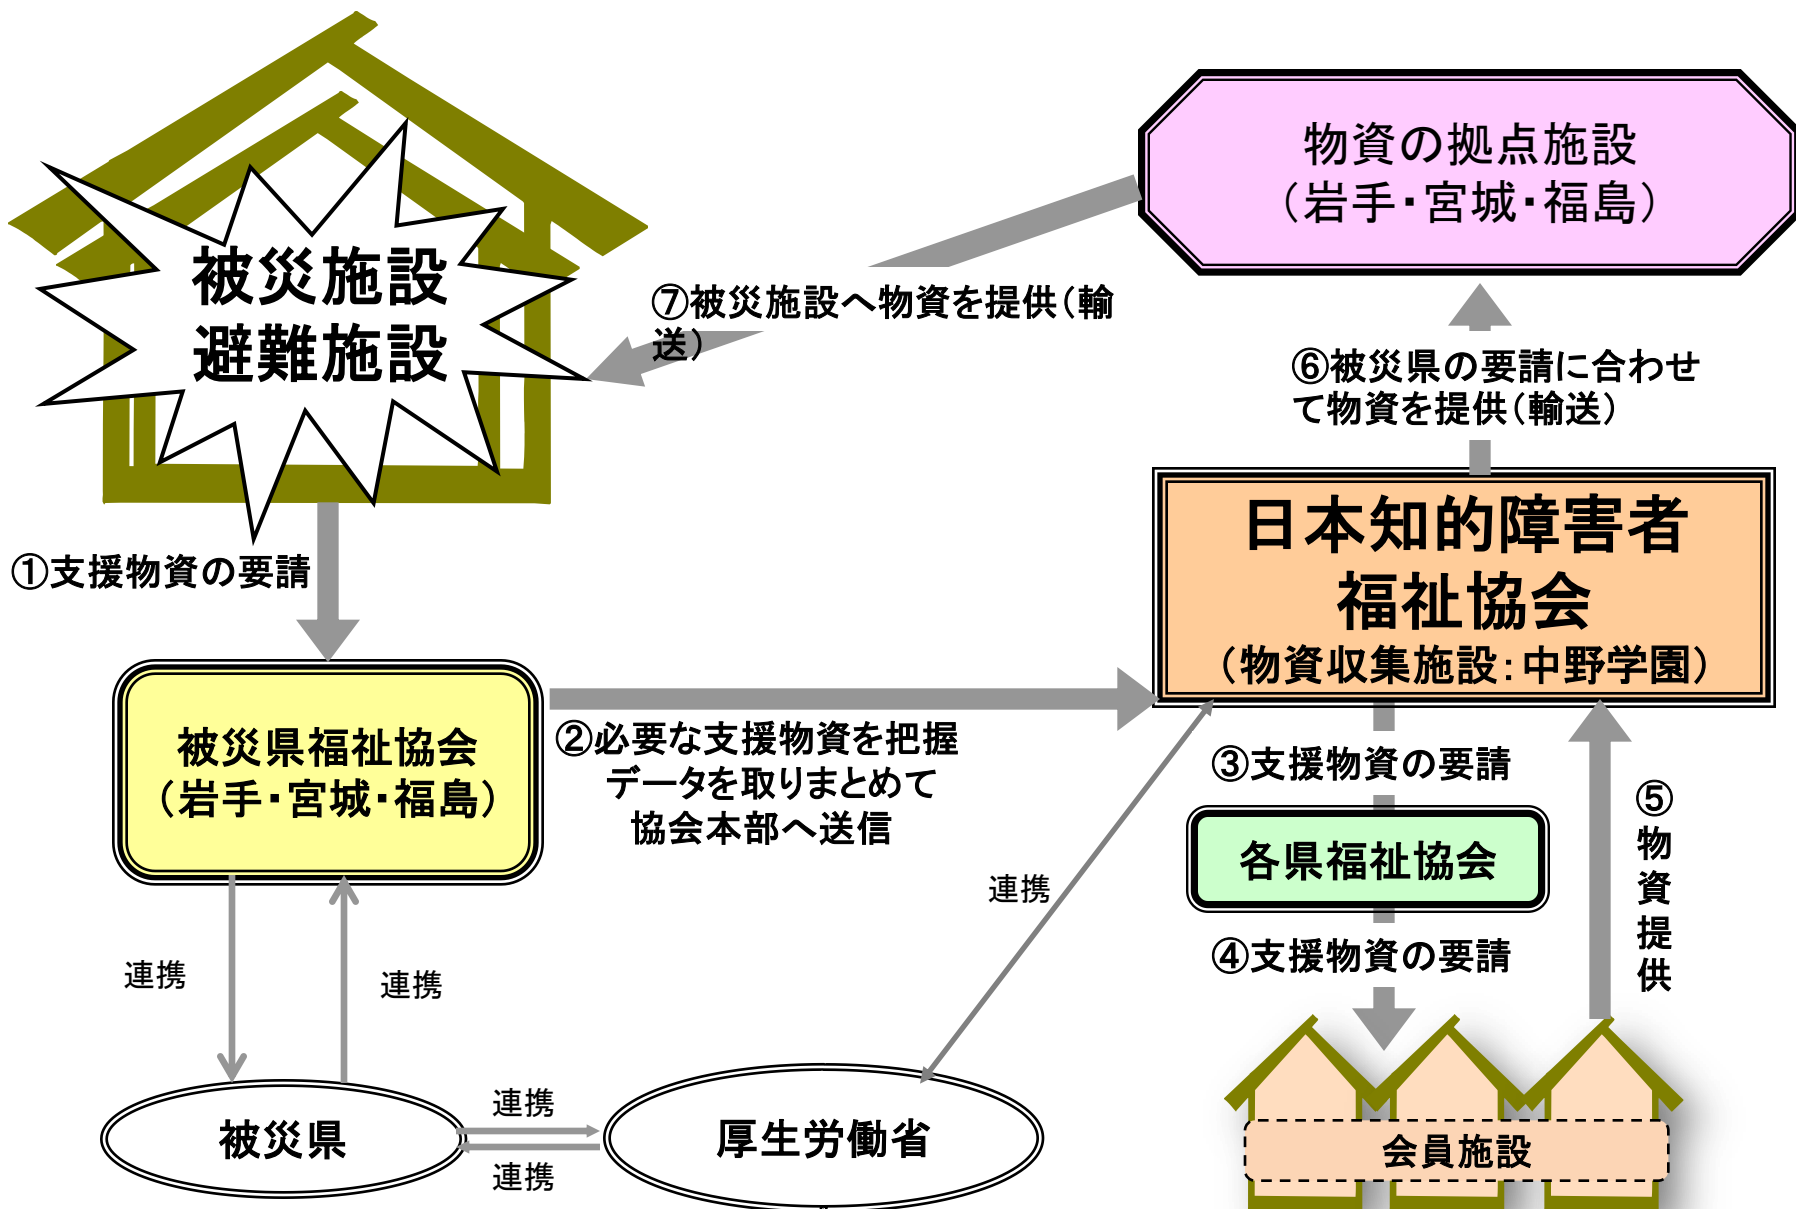 被災施設
避難施設
物資の拠点施設
（岩手・宮城・福島）
⑦被災施設へ物資を提供（輸
送）
⑥被災県の要請に合わせ
て物資を提供（輸送）
日本知的障害者
福祉協会
（物資収集施設：中野学園）
①支援物資の要請
被災県福祉協会
（岩手・宮城・福島）
②必要な支援物資を把握
データを取りまとめて
協会本部へ送信
③支援物資の要請
各県福祉協会
④支援物資の要請
⑤物資提供
連携
連携
連携
被災県
連携
連携
厚生労働省
会員施設